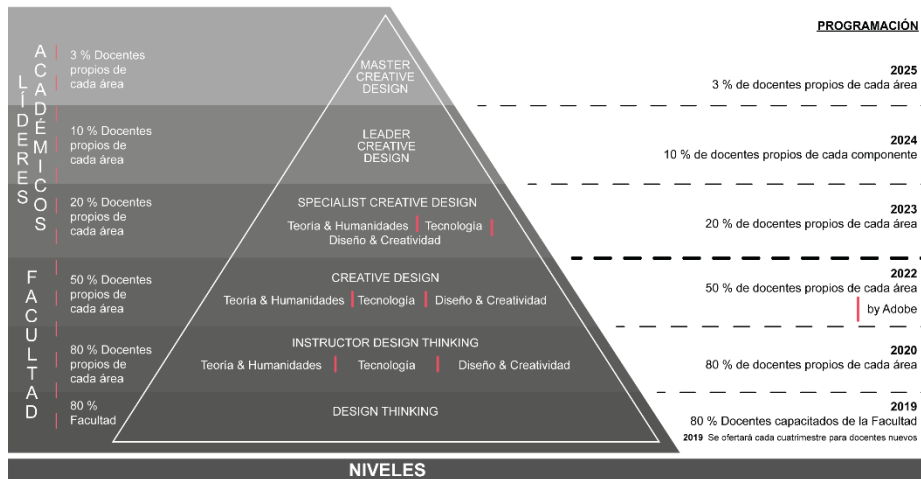 PROGRAMACIÓN
LÍDERES
ACADÉMICOS
3 % Docentes
propios de
cada área
MASTER
CREATIVE
DESIGN
2025
3 % de docentes propios de cada área
10 % Docentes
propios de
cada área
LEADER
CREATIVE
DESIGN
2024
10 % de docentes propios de cada componente
20 % Docentes
propios de
cada área
SPECIALIST CREATIVE DESIGN
Teoría & Humanidades Tecnología
Diseño & Creatividad
2023
20 % de docentes propios de cada área
FACULTAD
50 % Docentes
propios de
cada área
CREATIVE DESIGN
Teoría & Humanidades Tecnología Diseño & Creatividad
2022
50 % de docentes propios de cada área
by Adobe
80 % Docentes
propios de
cada área
INSTRUCTOR DESIGN THINKING
Teoría & Humanidades Tecnología Diseño & Creatividad
2020
80 % de docentes propios de cada área
80 %
Facultad
DESIGN THINKING
2019
80 % Docentes capacitados de la Facultad
2019 Se ofertará cada cuatrimestre para docentes nuevos
NIVELES